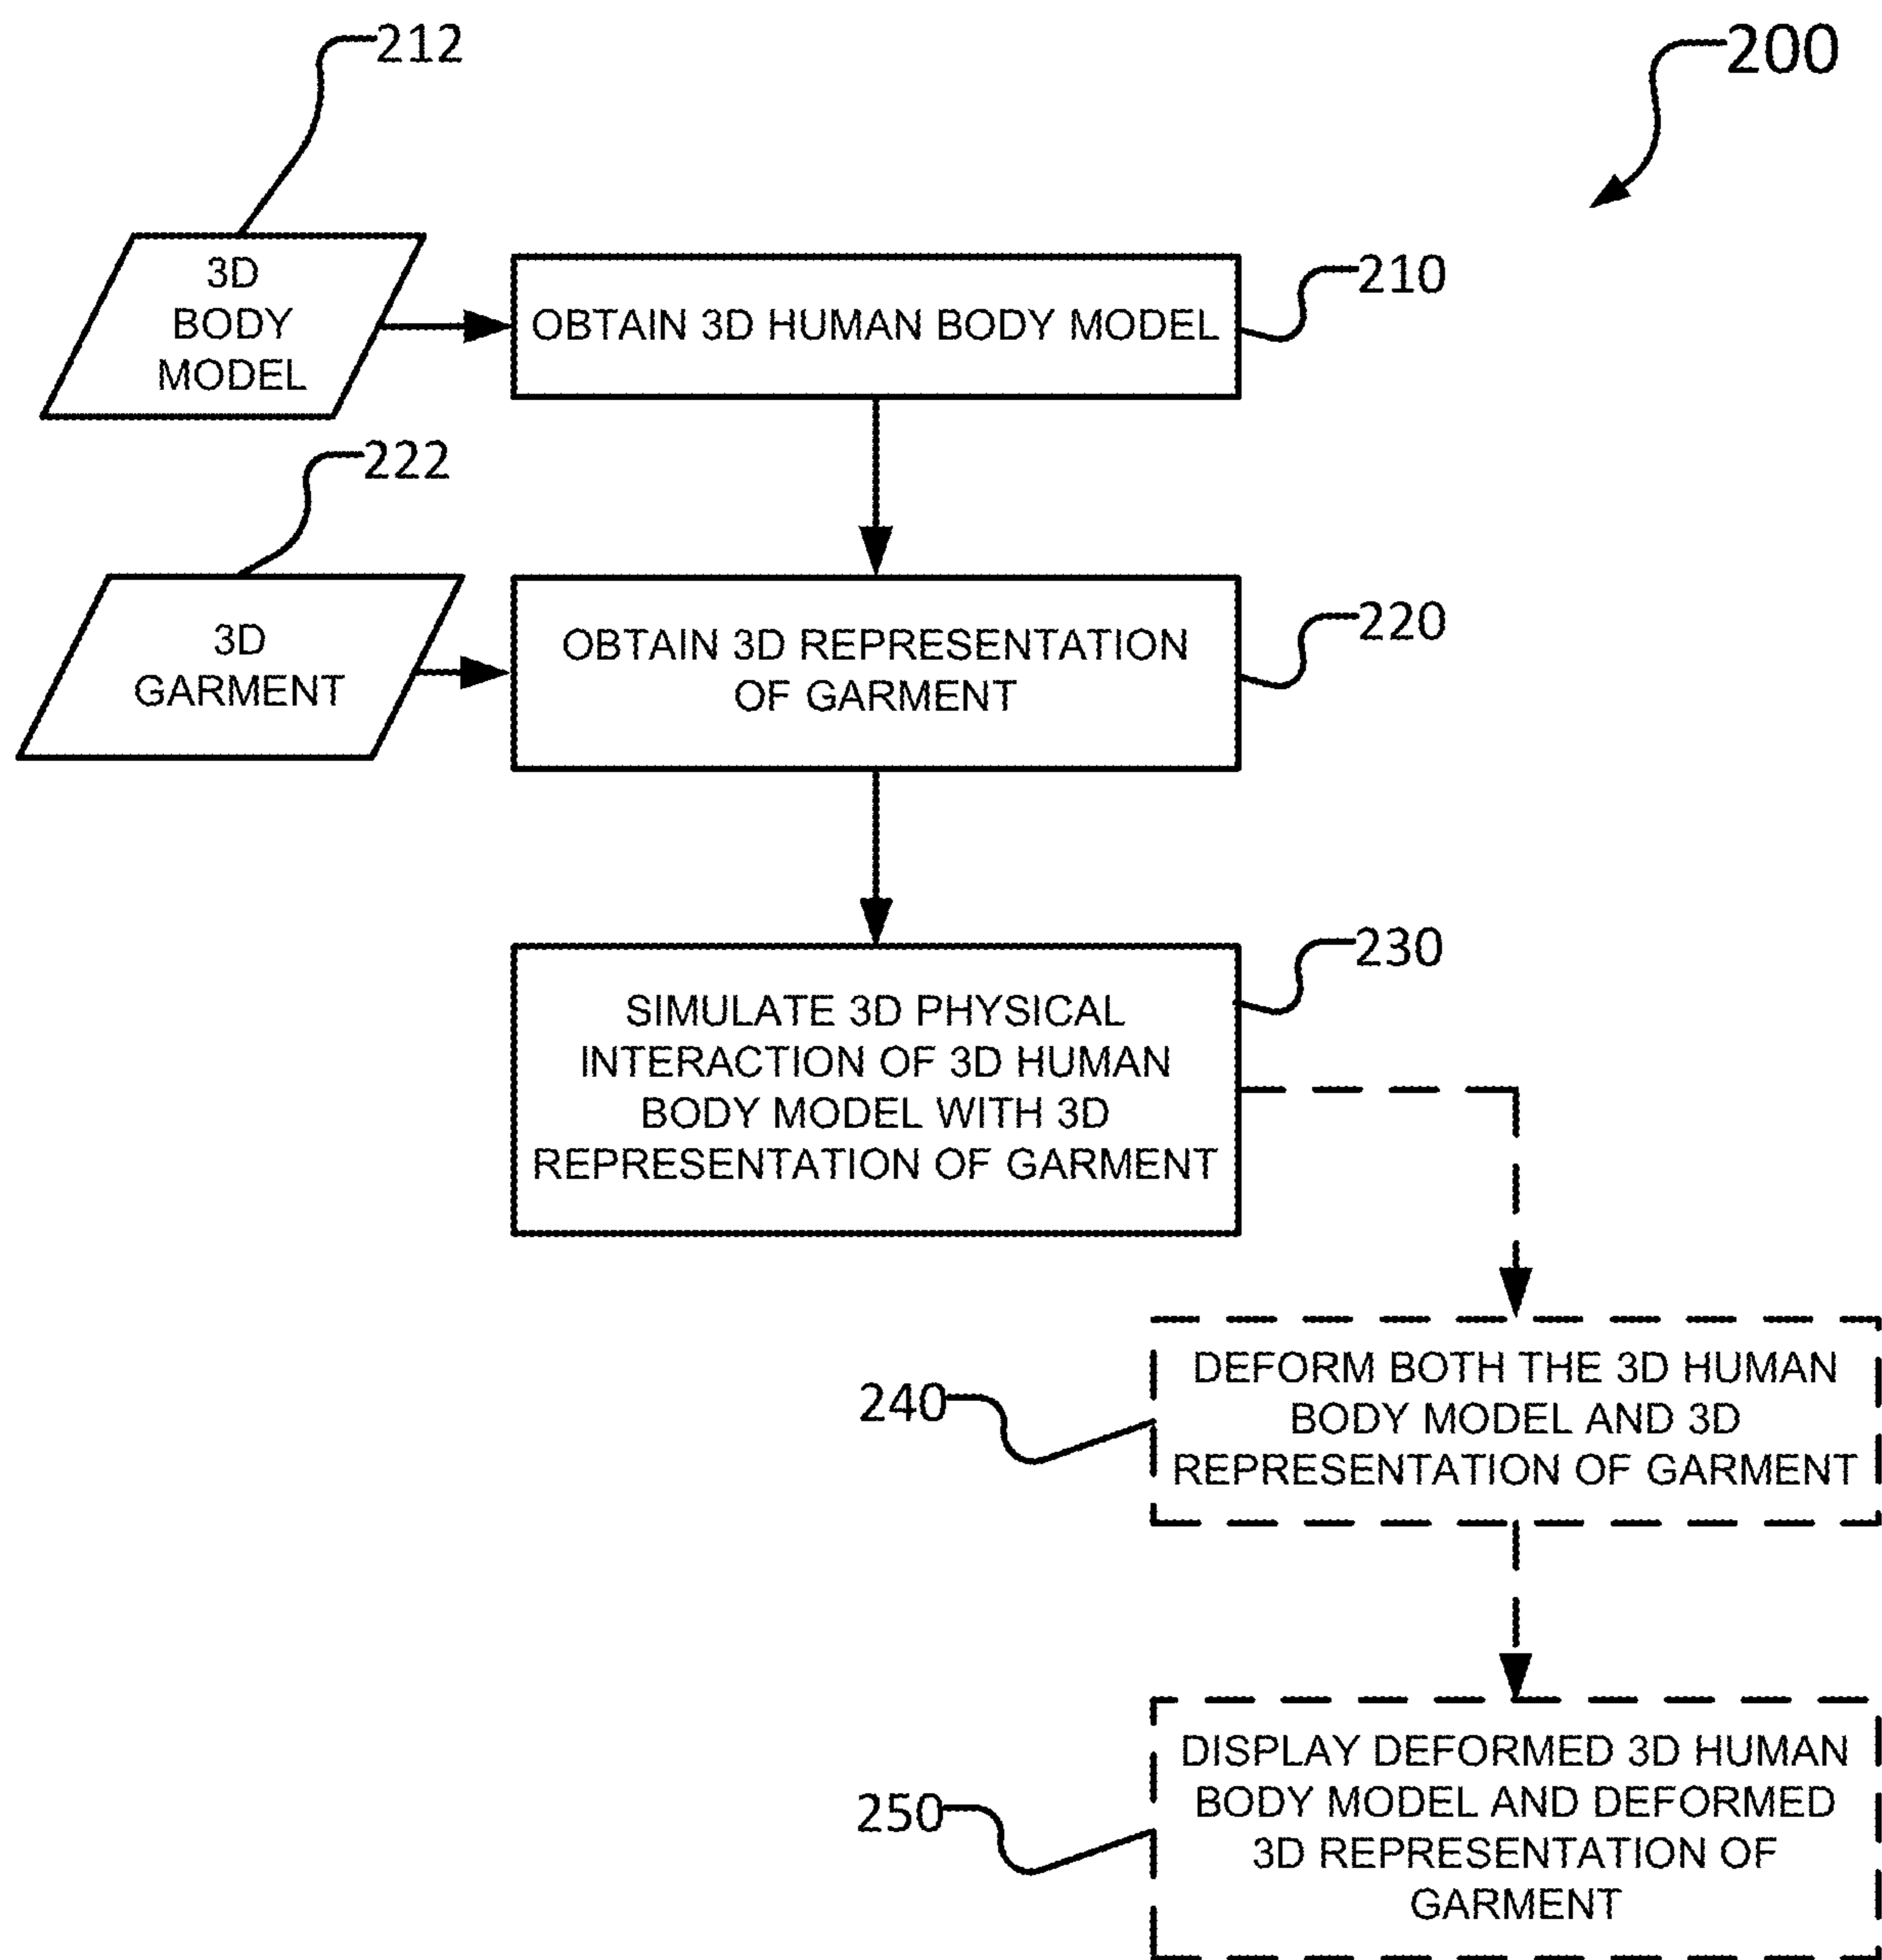 212
200
3D
BODY
MODEL
OBTAIN 3D HUMAN BODY MODEL
210
222
3D
GARMENT
OBTAIN 3D REPRESENTATION
OF GARMENT
220
SIMULATE 3D PHYSICAL
INTERACTION OF 3D HUMAN
BODY MODEL WITH 3D
REPRESENTATION OF GARMENT
230
240
DEFORM BOTH THE 3D HUMAN
BODY MODEL AND 3D
REPRESENTATION OF GARMENT
250
DISPLAY DEFORMED 3D HUMAN
BODY MODEL AND DEFORMED
3D REPRESENTATION OF
GARMENT